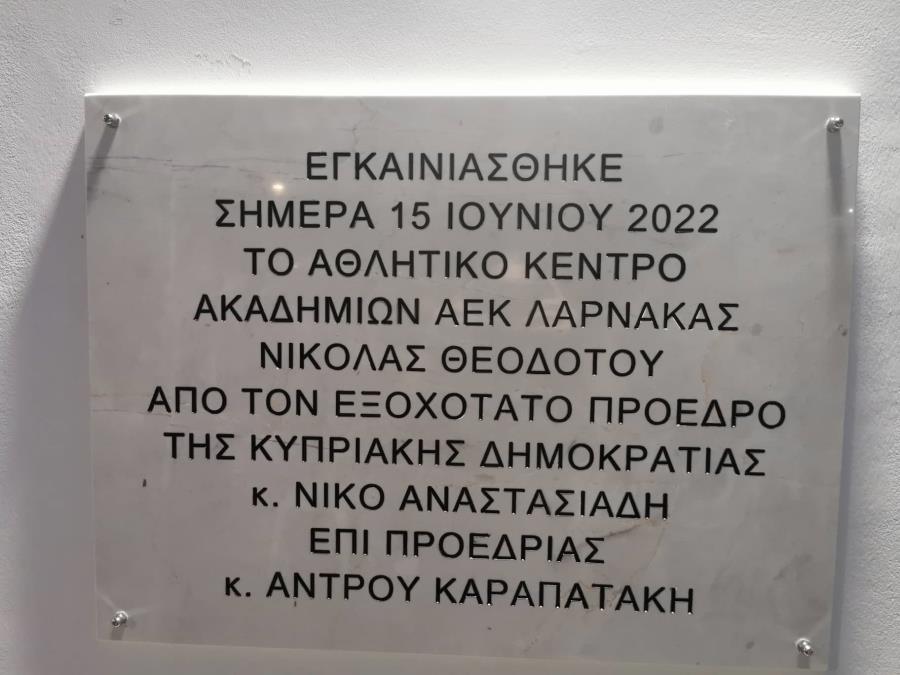 ΕΓΚΑΙΝΙΑΣΘΗΚΕ
ΣΗΜΕΡΑ 15 ΙΟΥΝΙΟΥ 2022
ΤΟ ΑΘΛΗΤΙΚΟ ΚΕΝΤΡΟ
ΑΚΑΔΗΜΙΩΝ ΑΕΚ ΛΑΡΝΑΚΑΣ
ΝΙΚΟΛΑΣ ΘΕΟΔΟΤΟΥ
ΑΠΟ ΤΟΝ ΕΞΟΧΟΤΑΤΟ ΠΡΟΕΔΡΟ
ΤΗΣ ΚΥΠΡΙΑΚΗΣ ΔΗΜΟΚΡΑΤΙΑΣ
κ. ΝΙΚΟ ΑΝΑΣΤΑΣΙΑΔΗ
ΕΠΙ ΠΡΟΕΔΡΙΑΣ
κ. ΑΝΤΡΟΥ ΚΑΡΑΠΑΤΑΚΗ